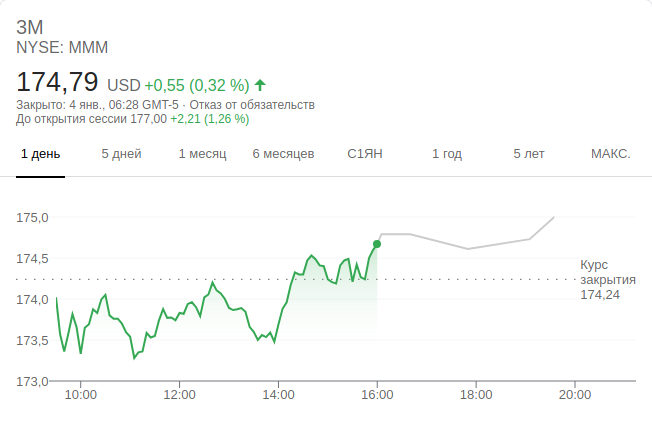 3M
NYSE: MMM
174,79 USD +0,55 (0,32 %)
Закрыто: 4 янв., 06:28 GMT-5 · Отказ от обязательств
До открытия сессии 177,00 +2,21 (1,26 %)
1 день 5 дней 1 месяц 6 месяцев С1ЯН 1 год 5 лет МАКС.
175,0
174,5
174,0
173,5
173,0
Курс
закрытия
174,24
10:00 12:00 14:00 16:00 18:00 20:00